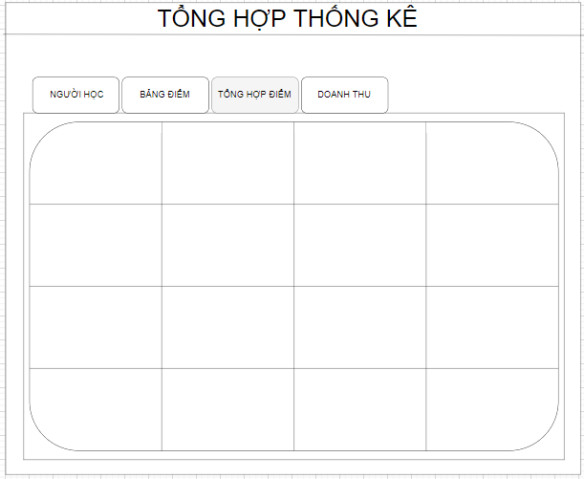 TỔNG HỢP THỐNG KÊ
NGƯỜI HỌC BẢNG ĐIỂM TỔNG HỢP ĐIỂM DOANH THU